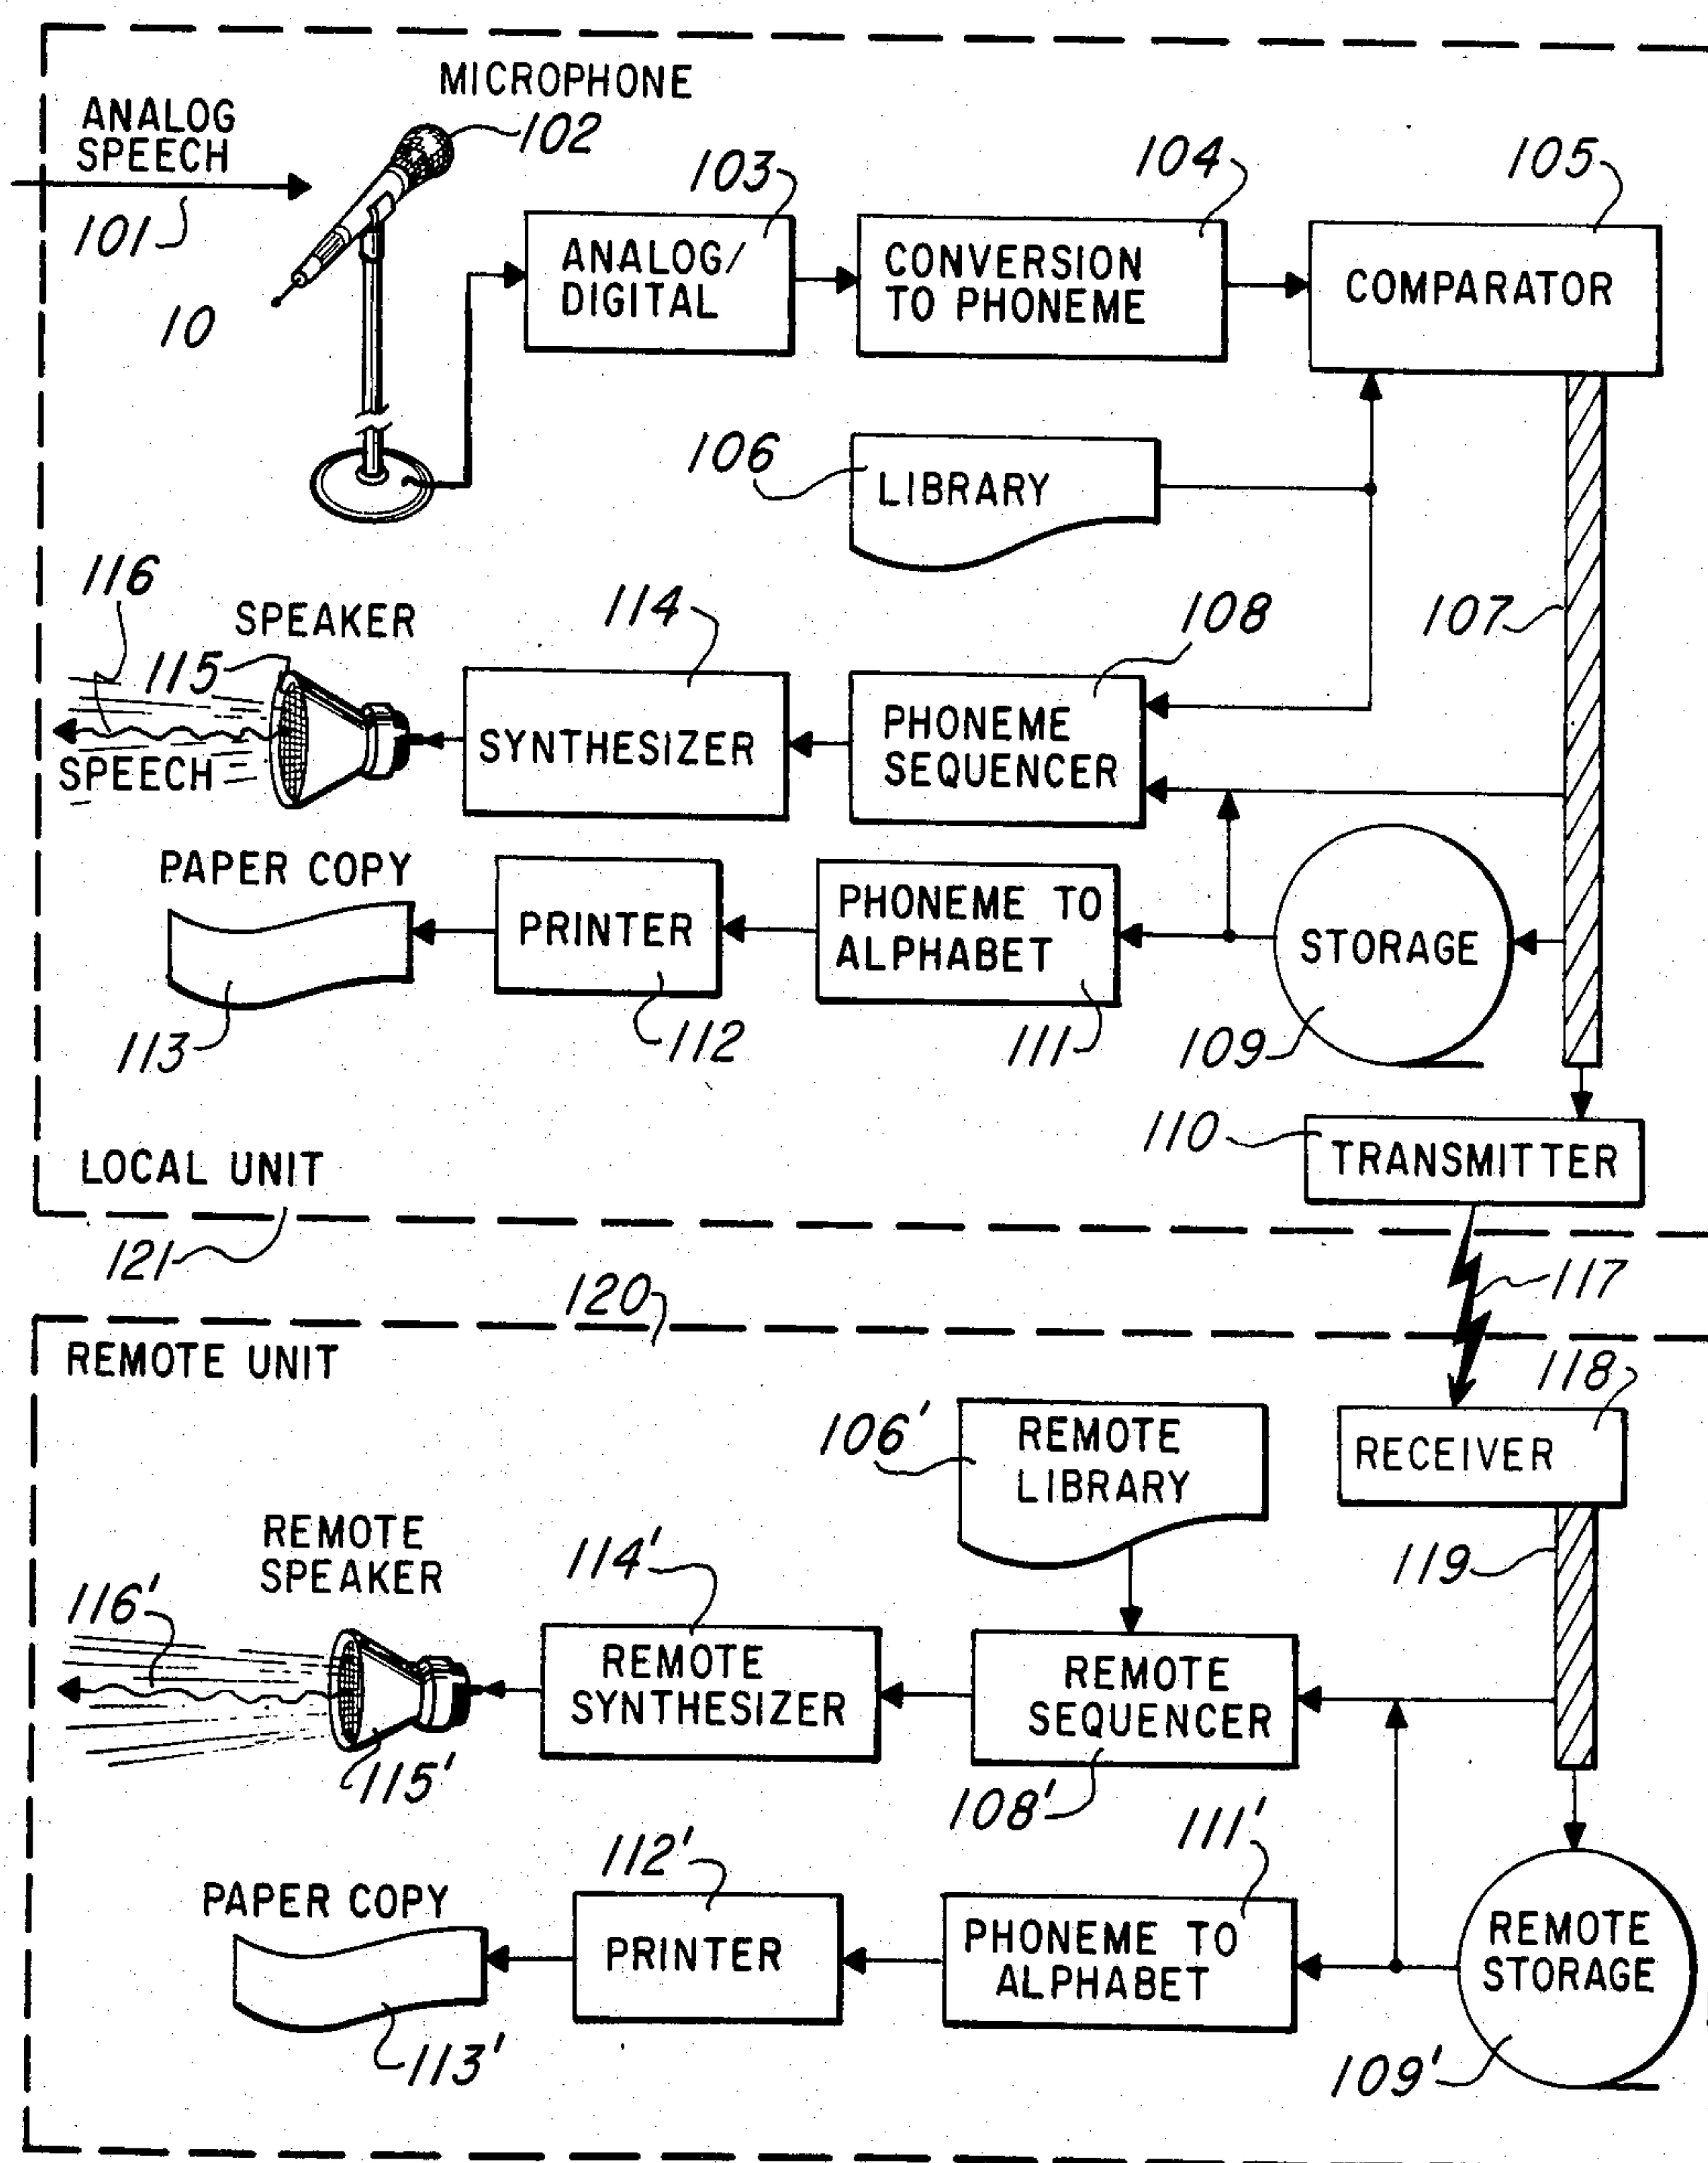 MICROPHONE
102
ANALOG
SPEECH
101
10
103
ANALOG/
DIGITAL
104
CONVERSION
TO PHONEME
105
COMPARATOR
106
LIBRARY
107
116
SPEAKER
115
SPEECH
114
SYNTHESIZER
108
PHONEME
SEQUENCER
PAPER COPY
113
PRINTER
112
PHONEME TO
ALPHABET
111
STORAGE
109
110
TRANSMITTER
LOCAL UNIT
121
117
120
REMOTE UNIT
118
RECEIVER
119
106'
REMOTE
LIBRARY
REMOTE
SPEAKER
116'
115'
114'
REMOTE
SYNTHESIZER
REMOTE
SEQUENCER
108'
111'
112'
PAPER COPY
113'
PRINTER
PHONEME TO
ALPHABET
REMOTE
STORAGE
109'